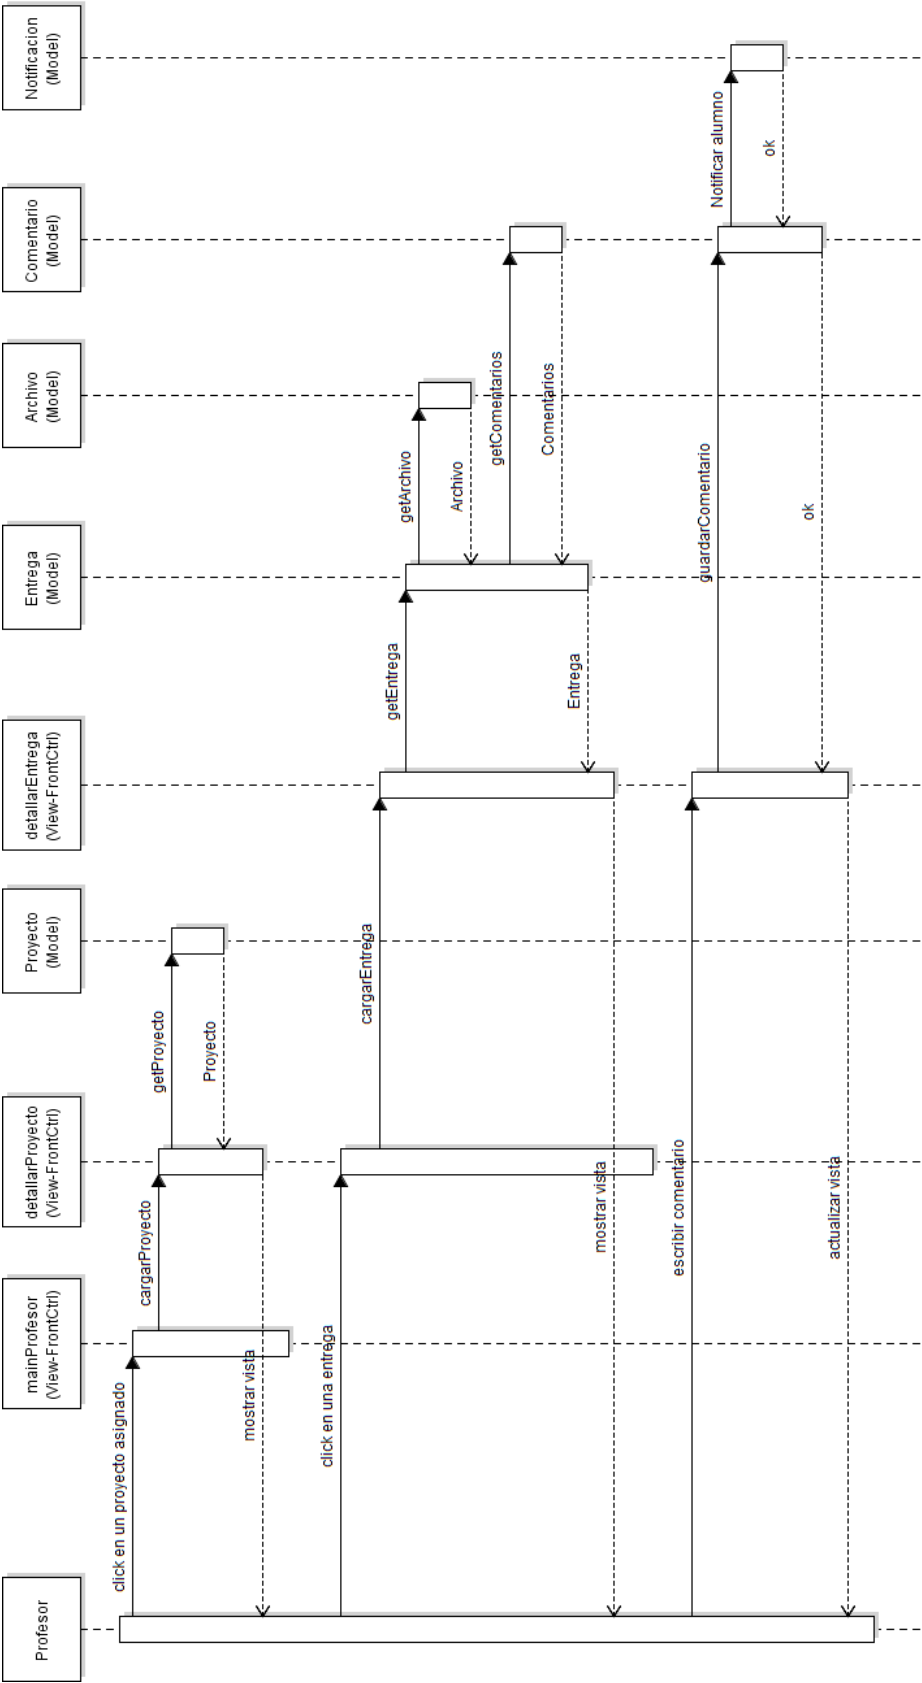 Profesor
mainProfesor
(View-FrontCtrl)
detallarProyecto
(View-FrontCtrl)
Proyecto
(Model)
detallarEntrega
(View-FrontCtrl)
Entrega
(Model)
Archivo
(Model)
Comentario
(Model)
Notificacion
(Model)
click en un proyecto asignado
cargarProyecto
getProyecto
Proyecto
mostrar vista
click en una entrega
cargarEntrega
getEntrega
getArchivo
Archivo
getComentarios
Comentarios
Entrega
mostrar vista
escribir comentario
guardarComentario
Notificar alumno
ok
ok
actualizar vista